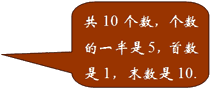 共 10 个数，个数
的一半是 5，首数
是 1，末数是 10.